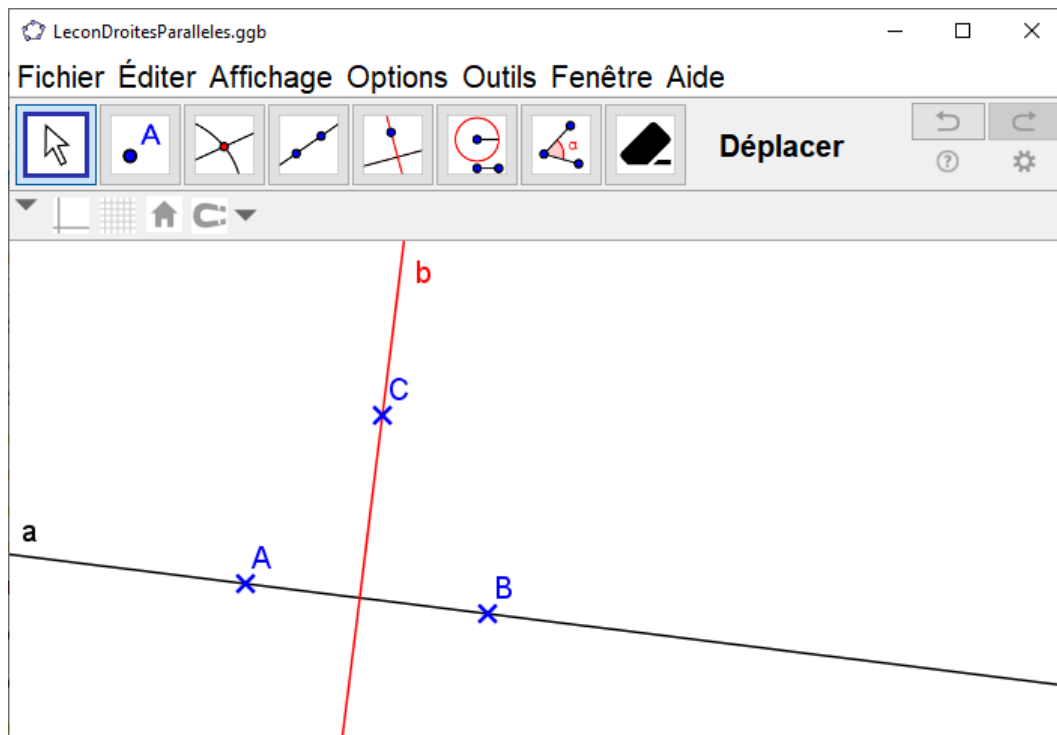 LeconDroitesParalleles.ggb
Fichier Éditer Affichage Options Outils Fenêtre Aide
A α Déplacer ?
b
C
a
A
B